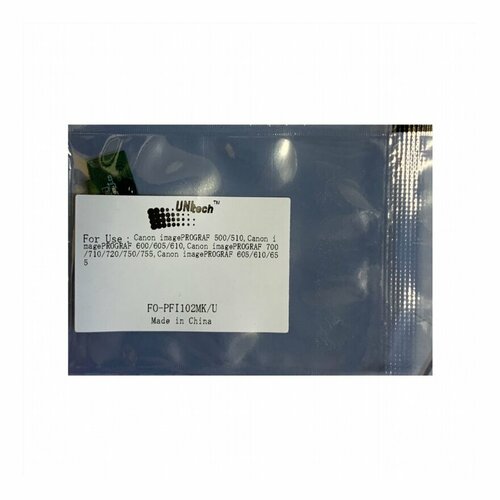 UNItech™
For Use : Canon imagePROGRAF 500/510,Canon i
magePROGRAF 600/605/610,Canon imagePROGRAF 700
/710/720/750/755,Canon imagePROGRAF 605/610/65
5
FO-PFI102MK/U
Made in China